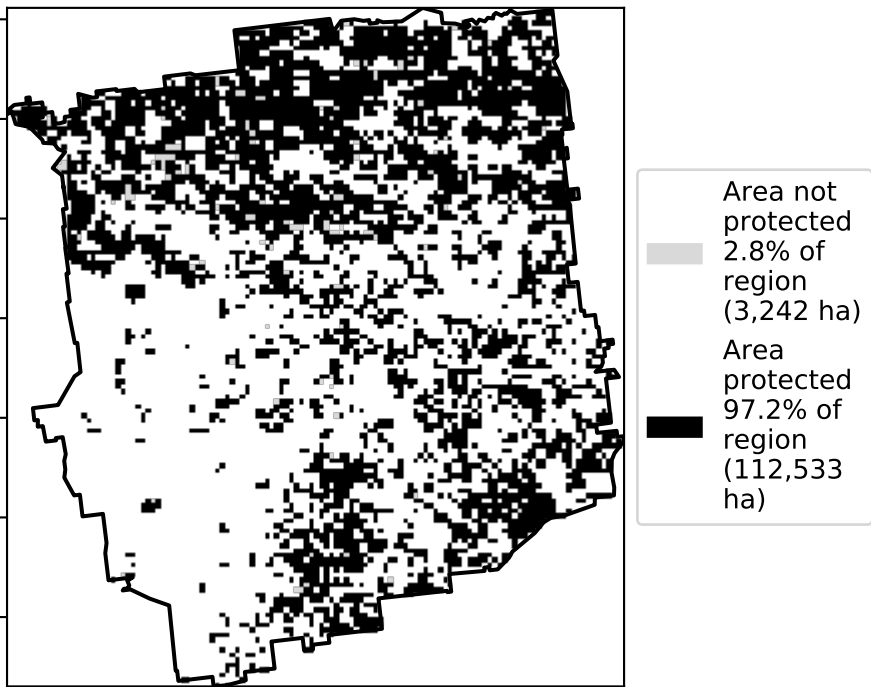 Area not
protected
2.8% of
region
(3,242 ha)
Area
protected
97.2% of
region
(112,533
ha)